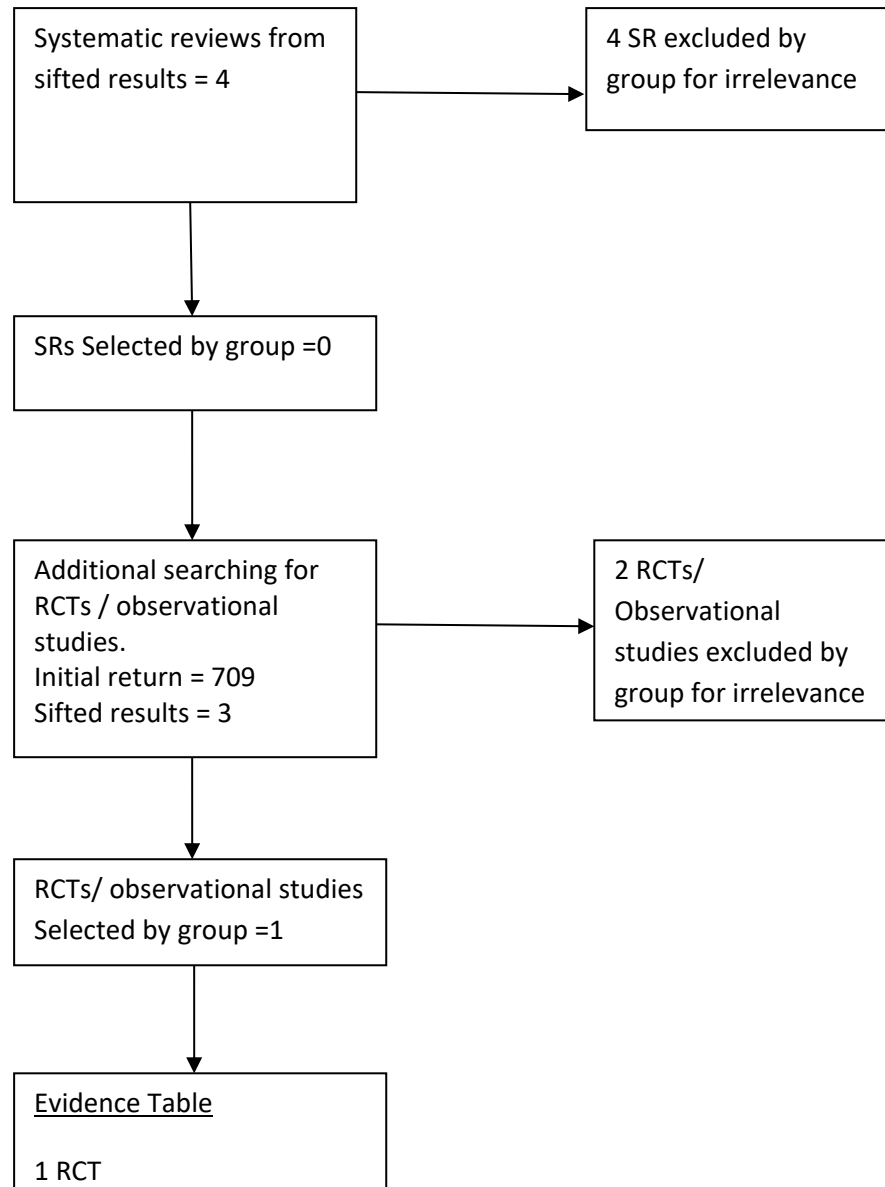 Systematic reviews from
sifted results = 4
4 SR excluded by
group for irrelevance
SRs Selected by group =0
Additional searching for
RCTs / observational
studies.
Initial return = 709
Sifted results = 3
2 RCTs/
Observational
studies excluded by
group for irrelevance
RCTs/ observational studies
Selected by group =1
Evidence Table
1 RCT